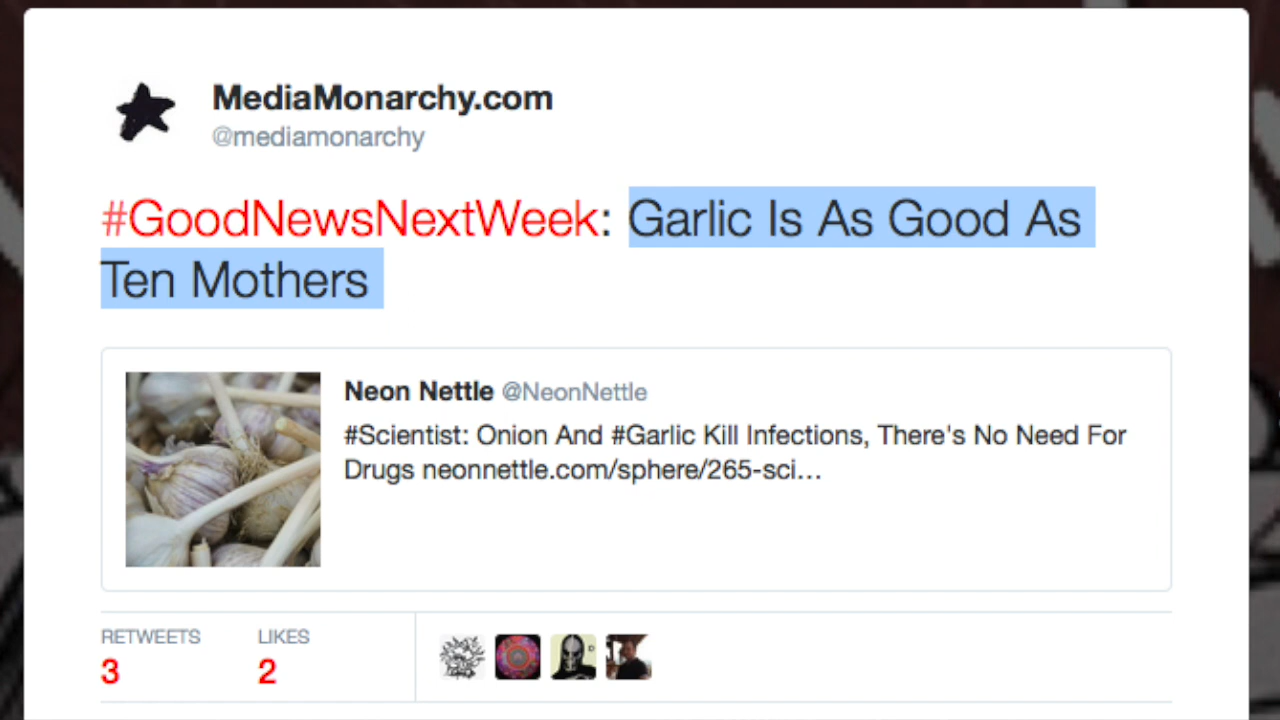 MediaMonarchy.com
@mediamonarchy
#GoodNewsNextWeek: Garlic Is As Good As
Ten Mothers
Neon Nettle @NeonNettle
#Scientist: Onion And #Garlic Kill Infections, There's No Need For
Drugs neonnettle.com/sphere/265-sci…
RETWEETS LIKES
3 2